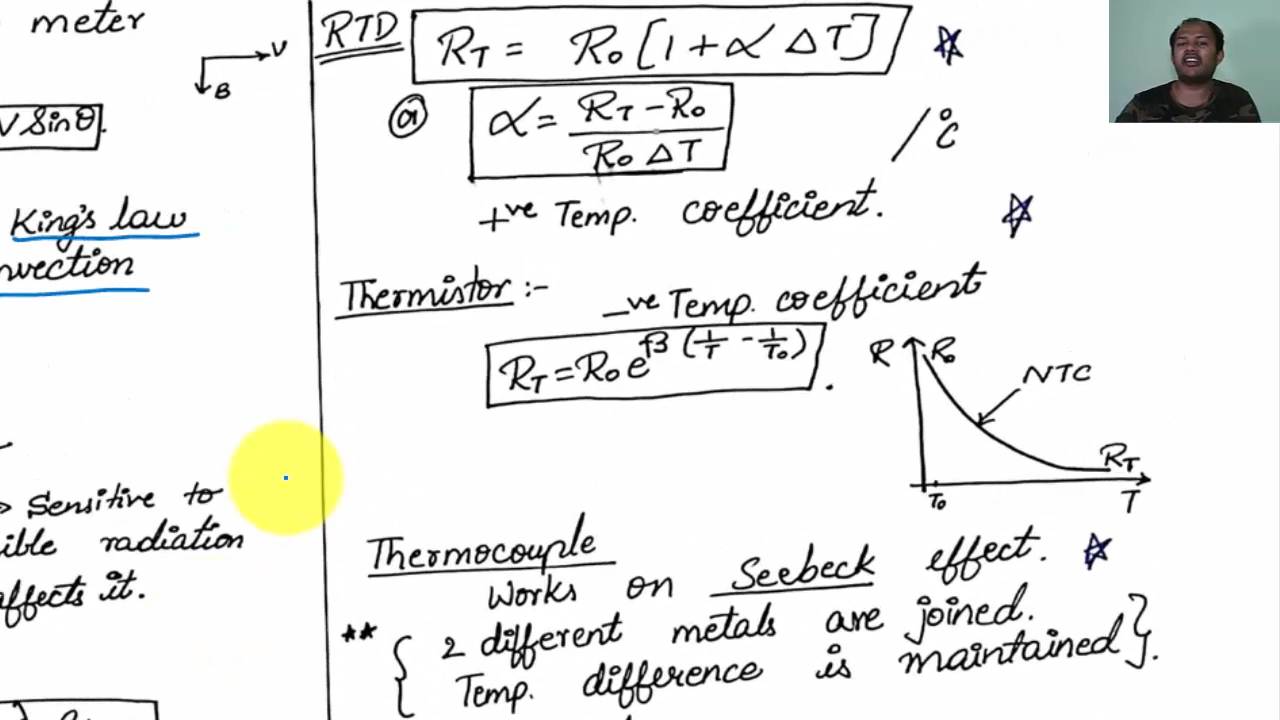 meter
V
B
V Sinθ.
King's law
nvection
> Sensitive to
ible radiation
affects it.
RTD R_T = R_0 [1 + α ΔT]
α = (R_T - R_0) / (R_0 ΔT) /°C
+ve Temp. coefficient.
Thermistor :-
-ve Temp. coefficient
R_T = R_0 e^β (1/T - 1/T_0) .
R R_0
NTC
R_T
T_0 T
Thermocouple
Works on Seebeck effect.
** { 2 different metals are joined.
Temp. difference is maintained }.